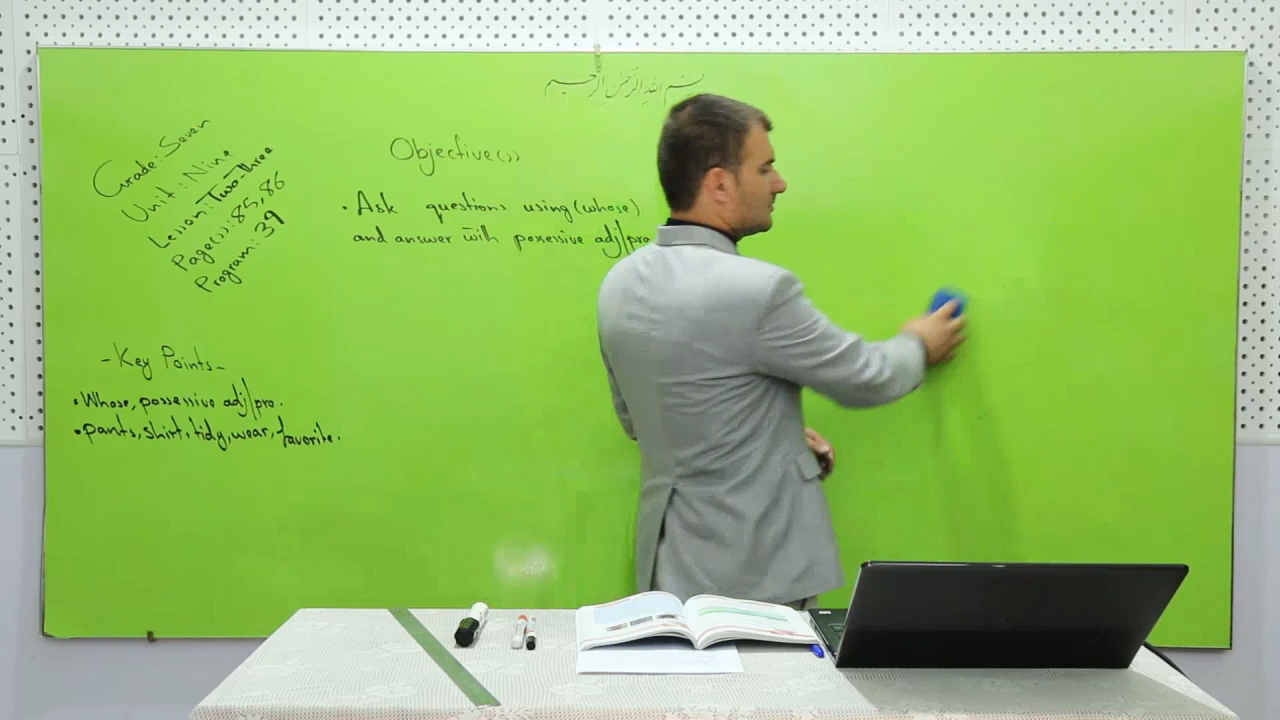 بسم الله الرحمن الرحیم
Grade: Seven
Unit: Nine
Lesson: Two-Three
Page(s): 85, 86
Program: 39
Objective(s)
• Ask questions using (whose)
and answer with possessive adj/pro
- Key Points -
• Whose, possessive adj/pro.
• pants, shirt, tidy, wear, favorite.